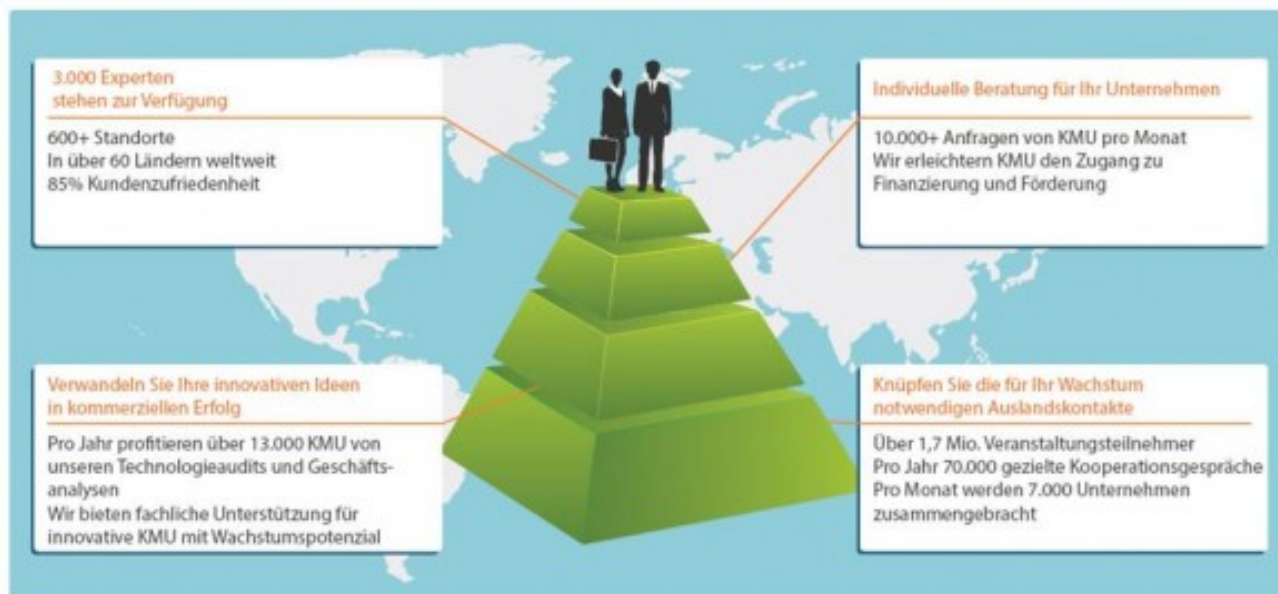 3.000 Experten
stehen zur Verfügung
600+ Standorte
In über 60 Ländern weltweit
85% Kundenzufriedenheit
Individuelle Beratung für Ihr Unternehmen
10.000+ Anfragen von KMU pro Monat
Wir erleichtern KMU den Zugang zu
Finanzierung und Förderung
Verwandeln Sie Ihre innovativen Ideen
in kommerziellen Erfolg
Pro Jahr profitieren über 13.000 KMU von
unseren Technologieaudits und Geschäfts-
analysen
Wir bieten fachliche Unterstützung für
innovative KMU mit Wachstumspotenzial
Knüpfen Sie die für Ihr Wachstum
notwendigen Auslandskontakte
Über 1,7 Mio. Veranstaltungsteilnehmer
Pro Jahr 70.000 gezielte Kooperationsgespräche
Pro Monat werden 7.000 Unternehmen
zusammengebracht